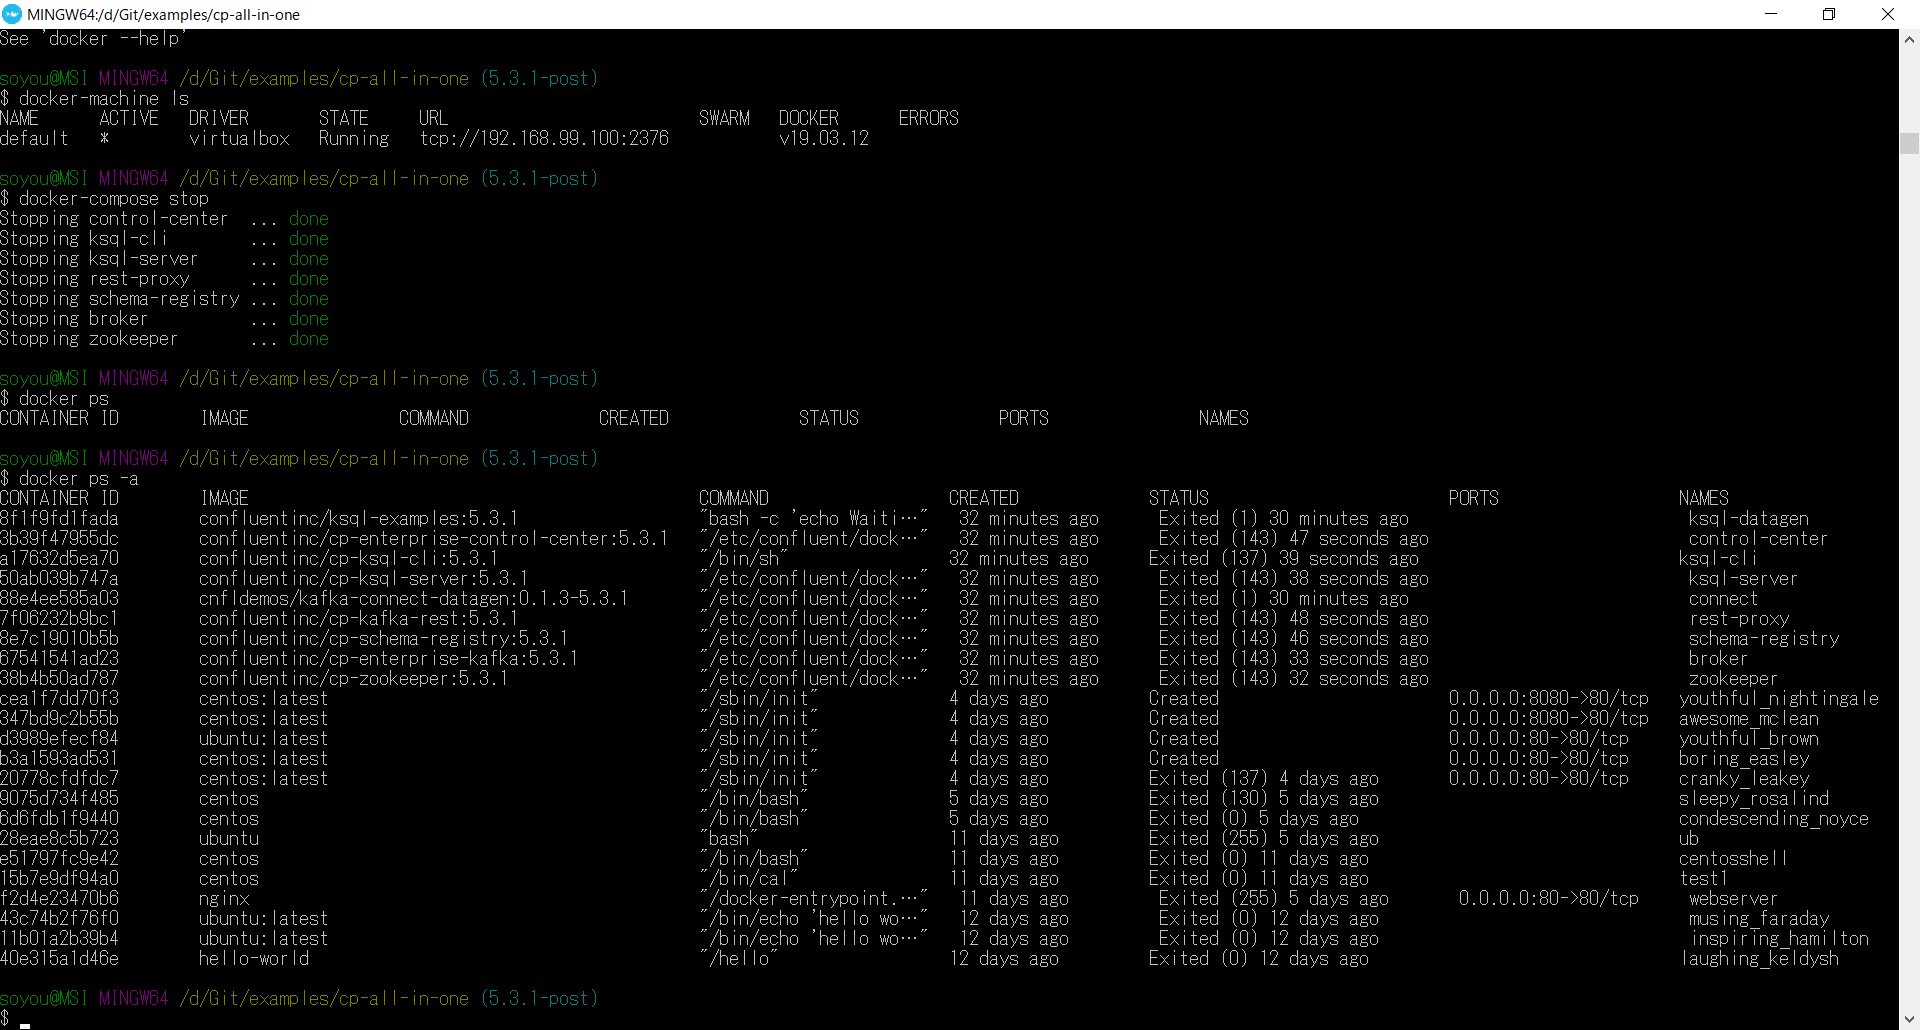 MINGW64:/d/Git/examples/cp-all-in-one
See 'docker --help'
soyou@MSI MINGW64 /d/Git/examples/cp-all-in-one (5.3.1-post)
$ docker-machine ls
NAME ACTIVE DRIVER STATE URL SWARM DOCKER ERRORS
default * virtualbox Running tcp://192.168.99.100:2376 v19.03.12
soyou@MSI MINGW64 /d/Git/examples/cp-all-in-one (5.3.1-post)
$ docker-compose stop
Stopping control-center ... done
Stopping ksql-cli ... done
Stopping ksql-server ... done
Stopping rest-proxy ... done
Stopping schema-registry ... done
Stopping broker ... done
Stopping zookeeper ... done
soyou@MSI MINGW64 /d/Git/examples/cp-all-in-one (5.3.1-post)
$ docker ps
CONTAINER ID IMAGE COMMAND CREATED STATUS PORTS NAMES
soyou@MSI MINGW64 /d/Git/examples/cp-all-in-one (5.3.1-post)
$ docker ps -a
CONTAINER ID IMAGE COMMAND CREATED STATUS PORTS NAMES
8f1f9fd1fada confluentinc/ksql-examples:5.3.1 "bash -c 'echo Waiti…" 32 minutes ago Exited (1) 30 minutes ago ksql-datagen
3b39f47955dc confluentinc/cp-enterprise-control-center:5.3.1 "/etc/confluent/dock…" 32 minutes ago Exited (143) 47 seconds ago control-center
a17632d5ea70 confluentinc/cp-ksql-cli:5.3.1 "/bin/sh" 32 minutes ago Exited (137) 39 seconds ago ksql-cli
50ab039b747a confluentinc/cp-ksql-server:5.3.1 "/etc/confluent/dock…" 32 minutes ago Exited (143) 38 seconds ago ksql-server
88e4ee585a03 cnfldemos/kafka-connect-datagen:0.1.3-5.3.1 "/etc/confluent/dock…" 32 minutes ago Exited (1) 30 minutes ago connect
7f06232b9bc1 confluentinc/cp-kafka-rest:5.3.1 "/etc/confluent/dock…" 32 minutes ago Exited (143) 48 seconds ago rest-proxy
8e7c19010b5b confluentinc/cp-schema-registry:5.3.1 "/etc/confluent/dock…" 32 minutes ago Exited (143) 46 seconds ago schema-registry
67541541ad23 confluentinc/cp-enterprise-kafka:5.3.1 "/etc/confluent/dock…" 32 minutes ago Exited (143) 33 seconds ago broker
38b4b50ad787 confluentinc/cp-zookeeper:5.3.1 "/etc/confluent/dock…" 32 minutes ago Exited (143) 32 seconds ago zookeeper
cea1f7dd70f3 centos:latest "/sbin/init" 4 days ago Created 0.0.0.0:8080->80/tcp youthful_nightingale
347bd9c2b55b centos:latest "/sbin/init" 4 days ago Created 0.0.0.0:8080->80/tcp awesome_mclean
d3989efecf84 ubuntu:latest "/sbin/init" 4 days ago Created 0.0.0.0:80->80/tcp youthful_brown
b3a1593ad531 centos:latest "/sbin/init" 4 days ago Created 0.0.0.0:80->80/tcp boring_easley
20778cfdfdc7 centos:latest "/sbin/init" 4 days ago Exited (137) 4 days ago 0.0.0.0:80->80/tcp cranky_leakey
9075d734f485 centos "/bin/bash" 5 days ago Exited (130) 5 days ago sleepy_rosalind
6d6fdb1f9440 centos "/bin/bash" 5 days ago Exited (0) 5 days ago condescending_noyce
28eae8c5b723 ubuntu "bash" 11 days ago Exited (255) 5 days ago ub
e51797fc9e42 centos "/bin/bash" 11 days ago Exited (0) 11 days ago centosshell
15b7e9df94a0 centos "/bin/cal" 11 days ago Exited (0) 11 days ago test1
f2d4e23470b6 nginx "/docker-entrypoint.…" 11 days ago Exited (255) 5 days ago 0.0.0.0:80->80/tcp webserver
43c74b2f76f0 ubuntu:latest "/bin/echo 'hello wo…" 12 days ago Exited (0) 12 days ago musing_faraday
11b01a2b39b4 ubuntu:latest "/bin/echo 'hello wo…" 12 days ago Exited (0) 12 days ago inspiring_hamilton
40e315a1d46e hello-world "/hello" 12 days ago Exited (0) 12 days ago laughing_keldysh
soyou@MSI MINGW64 /d/Git/examples/cp-all-in-one (5.3.1-post)
$